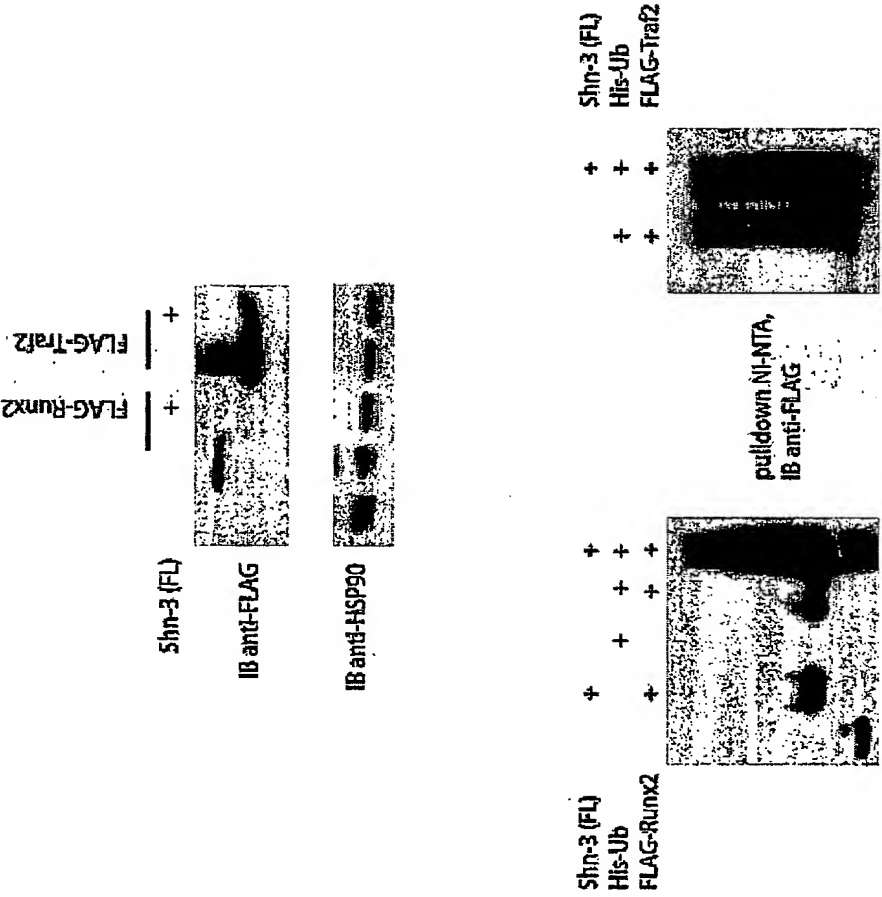 FLAG-Runx2
FLAG-Traf2
Shn-3 (FL) + +
IB anti-FLAG
IB anti-HSP90
Shn-3 (FL) + +
His-Ub + + +
FLAG-Runx2 + + +
pulldown NI-NTA,
IB anti-FLAG
+ Shn-3 (FL)
+ + His-Ub
+ + FLAG-Traf2